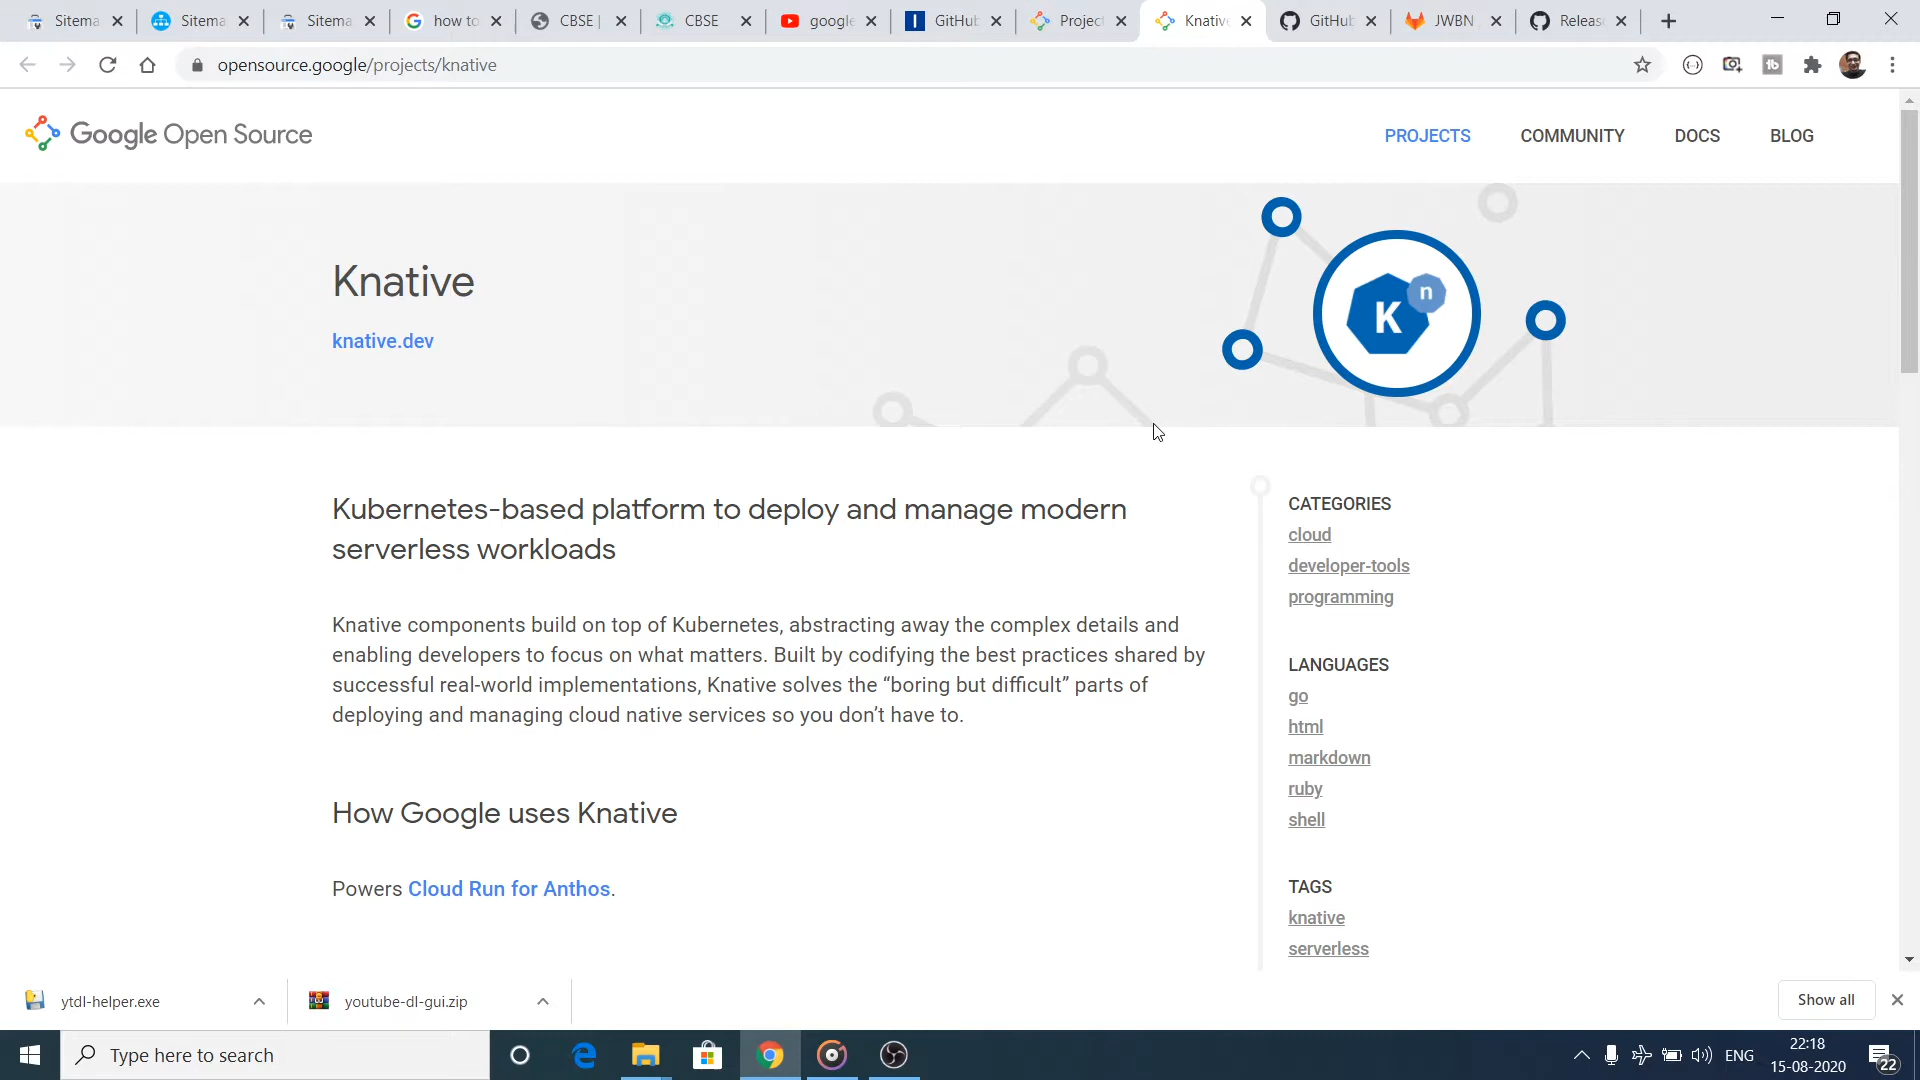 Sitema
Sitema
Sitema
how to
CBSE |
CBSE
google
GitHub
Project
Knative
GitHub
JWBN
Releas
opensource.google/projects/knative
Google Open Source
PROJECTS
COMMUNITY
DOCS
BLOG
Knative
knative.dev
K
n
Kubernetes-based platform to deploy and manage modern
serverless workloads
Knative components build on top of Kubernetes, abstracting away the complex details and
enabling developers to focus on what matters. Built by codifying the best practices shared by
successful real-world implementations, Knative solves the “boring but difficult” parts of
deploying and managing cloud native services so you don’t have to.
How Google uses Knative
Powers Cloud Run for Anthos.
CATEGORIES
cloud
developer-tools
programming
LANGUAGES
go
html
markdown
ruby
shell
TAGS
knative
serverless
ytdl-helper.exe
youtube-dl-gui.zip
Show all
Type here to search
ENG
22:18
15-08-2020
22